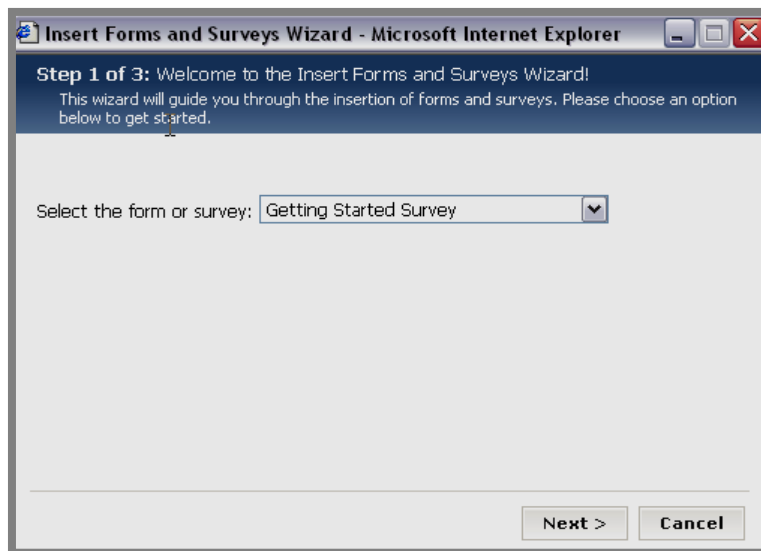 Insert Forms and Surveys Wizard - Microsoft Internet Explorer
Step 1 of 3: Welcome to the Insert Forms and Surveys Wizard!
This wizard will guide you through the insertion of forms and surveys. Please choose an option
below to get started.
Select the form or survey: Getting Started Survey
Next > Cancel